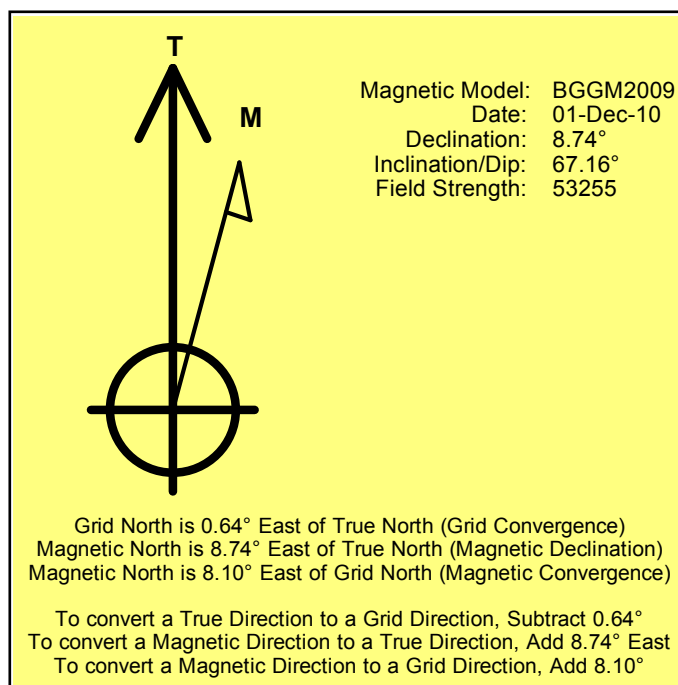 T
M
Magnetic Model: BGGM2009
Date: 01-Dec-10
Declination: 8.74°
Inclination/Dip: 67.16°
Field Strength: 53255
Grid North is 0.64° East of True North (Grid Convergence)
Magnetic North is 8.74° East of True North (Magnetic Declination)
Magnetic North is 8.10° East of Grid North (Magnetic Convergence)
To convert a True Direction to a Grid Direction, Subtract 0.64°
To convert a Magnetic Direction to a True Direction, Add 8.74° East
To convert a Magnetic Direction to a Grid Direction, Add 8.10°